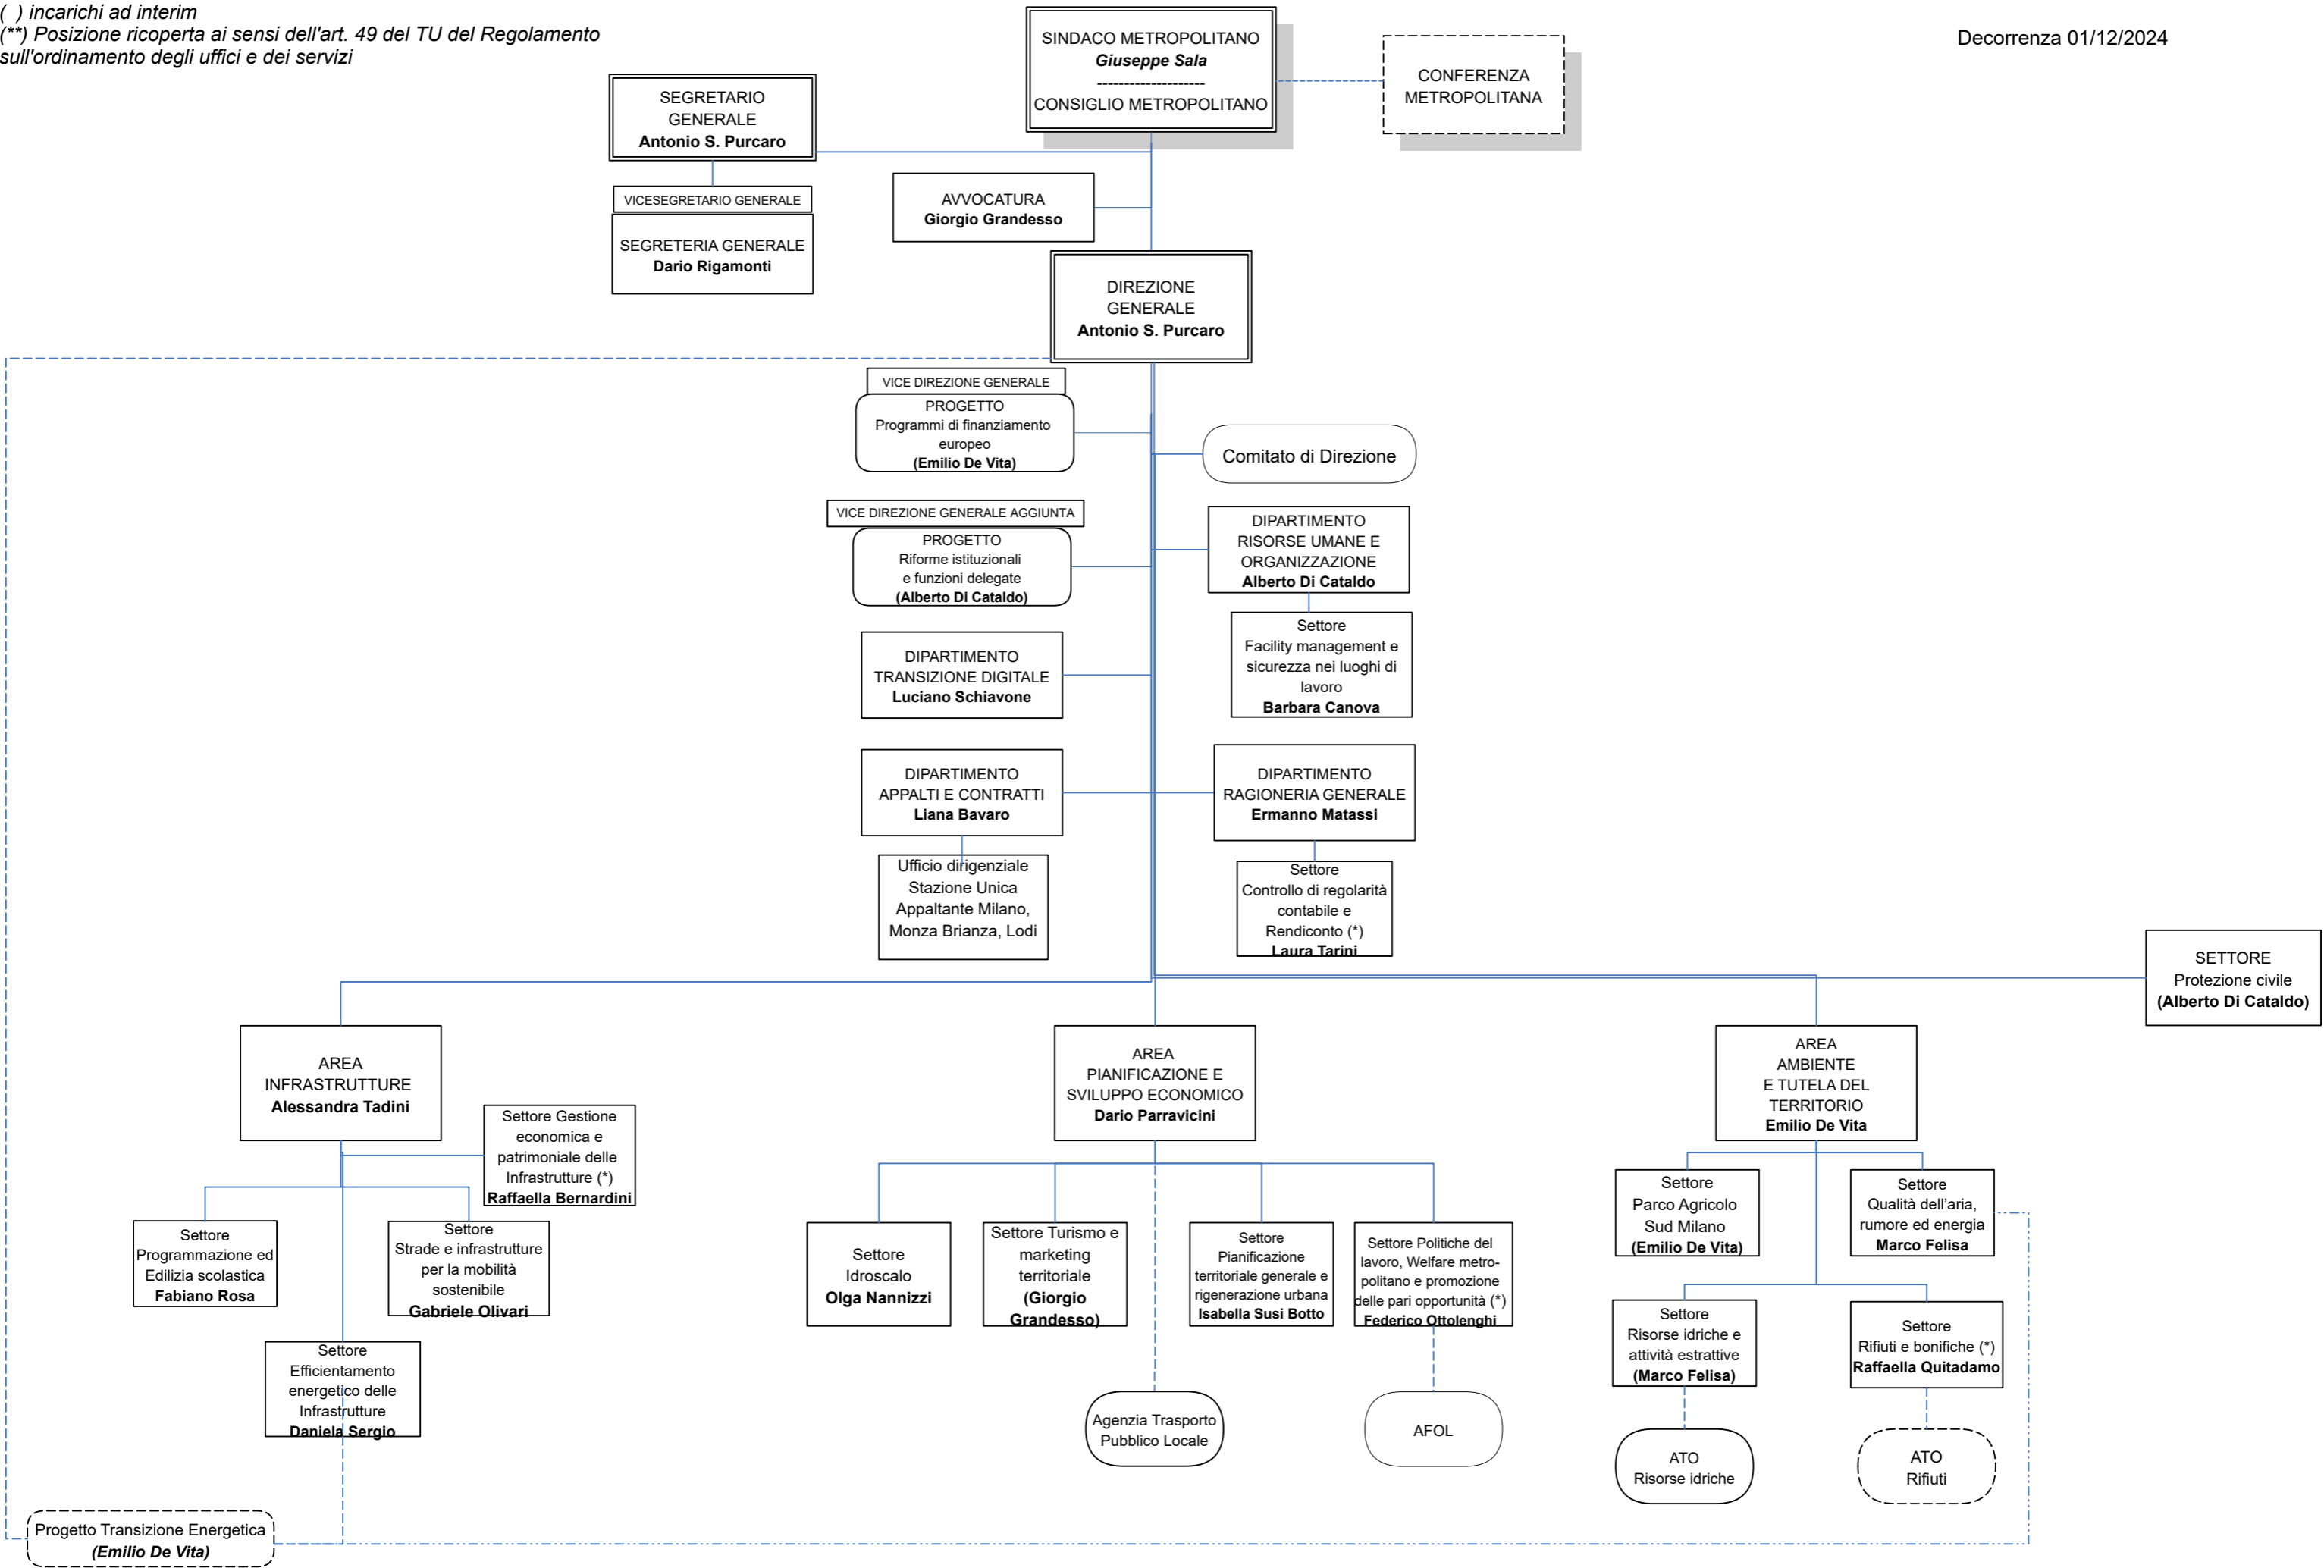 ( ) incarichi ad interim
(**) Posizione ricoperta ai sensi dell'art. 49 del TU del Regolamento
sull'ordinamento degli uffici e dei servizi
Decorrenza 01/12/2024
SINDACO METROPOLITANO
Giuseppe Sala
--------------------
CONSIGLIO METROPOLITANO
CONFERENZA
METROPOLITANA
SEGRETARIO
GENERALE
Antonio S. Purcaro
VICESEGRETARIO GENERALE
SEGRETERIA GENERALE
Dario Rigamonti
AVVOCATURA
Giorgio Grandesso
DIREZIONE
GENERALE
Antonio S. Purcaro
VICE DIREZIONE GENERALE
PROGETTO
Programmi di finanziamento
europeo
(Emilio De Vita)
Comitato di Direzione
VICE DIREZIONE GENERALE AGGIUNTA
PROGETTO
Riforme istituzionali
e funzioni delegate
(Alberto Di Cataldo)
DIPARTIMENTO
RISORSE UMANE E
ORGANIZZAZIONE
Alberto Di Cataldo
Settore
Facility management e
sicurezza nei luoghi di
lavoro
Barbara Canova
DIPARTIMENTO
TRANSIZIONE DIGITALE
Luciano Schiavone
DIPARTIMENTO
APPALTI E CONTRATTI
Liana Bavaro
Ufficio dirigenziale
Stazione Unica
Appaltante Milano,
Monza Brianza, Lodi
DIPARTIMENTO
RAGIONERIA GENERALE
Ermanno Matassi
Settore
Controllo di regolarità
contabile e
Rendiconto (*)
Laura Tarini
SETTORE
Protezione civile
(Alberto Di Cataldo)
AREA
INFRASTRUTTURE
Alessandra Tadini
Settore Gestione
economica e
patrimoniale delle
Infrastrutture (*)
Raffaella Bernardini
Settore
Programmazione ed
Edilizia scolastica
Fabiano Rosa
Settore
Strade e infrastrutture
per la mobilità
sostenibile
Gabriele Olivari
Settore
Efficientamento
energetico delle
Infrastrutture
Daniela Sergio
AREA
PIANIFICAZIONE E
SVILUPPO ECONOMICO
Dario Parravicini
Settore
Idroscalo
Olga Nannizzi
Settore Turismo e
marketing
territoriale
(Giorgio
Grandesso)
Settore
Pianificazione
territoriale generale e
rigenerazione urbana
Isabella Susi Botto
Settore Politiche del
lavoro, Welfare metro-
politano e promozione
delle pari opportunità (*)
Federico Ottolenghi
Agenzia Trasporto
Pubblico Locale
AFOL
AREA
AMBIENTE
E TUTELA DEL
TERRITORIO
Emilio De Vita
Settore
Parco Agricolo
Sud Milano
(Emilio De Vita)
Settore
Qualità dell'aria,
rumore ed energia
Marco Felisa
Settore
Risorse idriche e
attività estrattive
(Marco Felisa)
Settore
Rifiuti e bonifiche (*)
Raffaella Quitadamo
ATO
Risorse idriche
ATO
Rifiuti
Progetto Transizione Energetica
(Emilio De Vita)